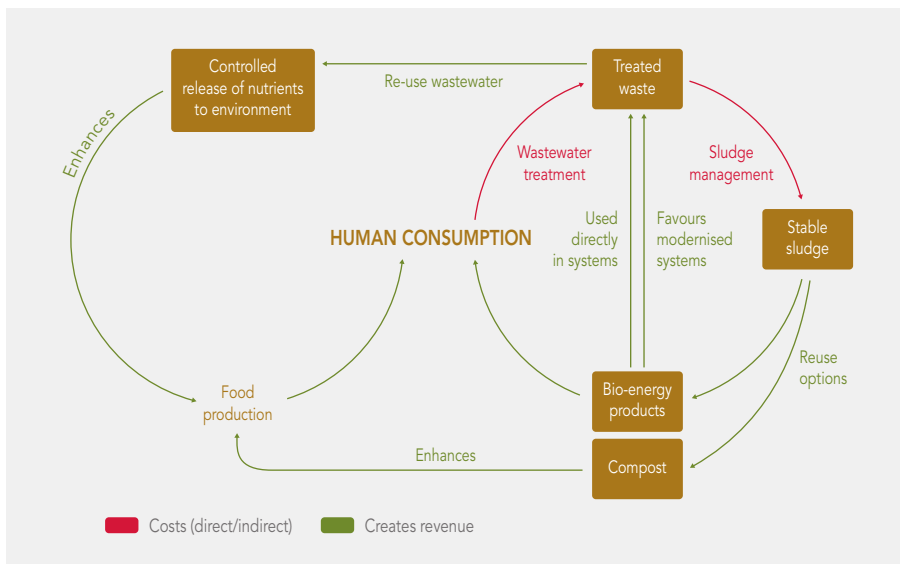 Controlled
release of nutrients
to environment
Re-use wastewater
Treated
waste
Enhances
Wastewater
treatment
Sludge
management
HUMAN CONSUMPTION
Used
directly
in systems
Favours
modernised
systems
Stable
sludge
Food
production
Bio-energy
products
Reuse
options
Enhances
Compost
Costs (direct/indirect)
Creates revenue